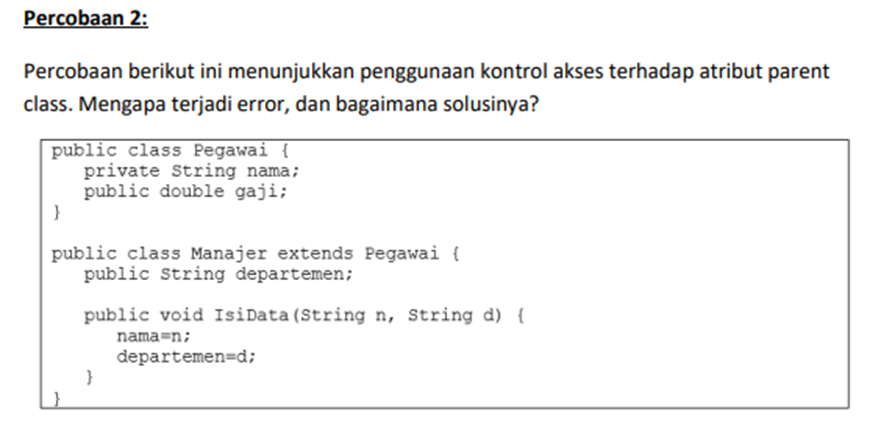 Percobaan 2:
Percobaan berikut ini menunjukkan penggunaan kontrol akses terhadap atribut parent
class. Mengapa terjadi error, dan bagaimana solusinya?
public class Pegawai {
private String nama;
public double gaji;
}
public class Manajer extends Pegawai {
public String departemen;
public void IsiData(String n, String d) {
nama=n;
departemen=d;
}
}